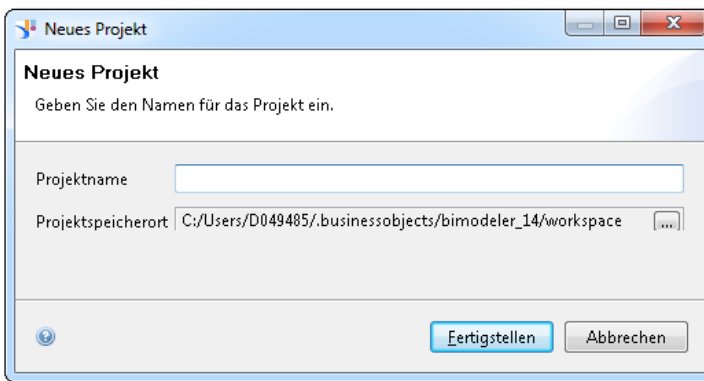 Neues Projekt
Neues Projekt
Geben Sie den Namen für das Projekt ein.
Projektname
Projektspeicherort C:/Users/D049485/.businessobjects/bimodeler_14/workspace ...
Fertigstellen Abbrechen